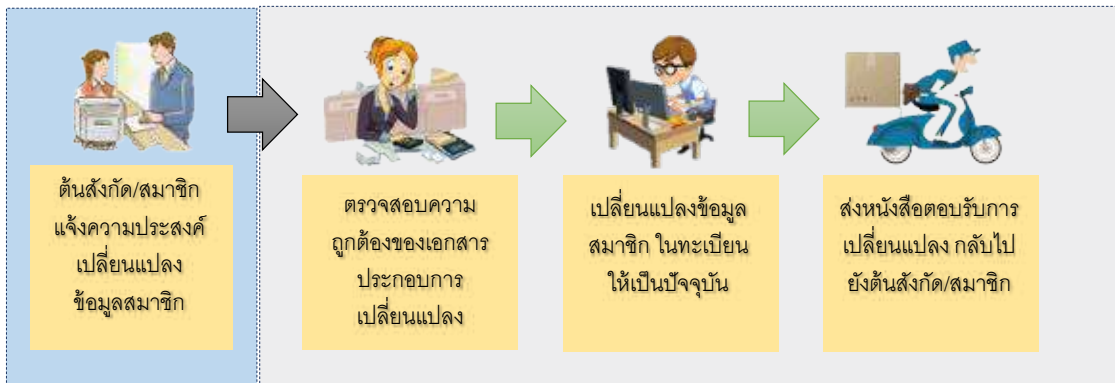 ต้นสังกัด/สมาชิก
แจ้งความประสงค์
เปลี่ยนแปลง
ข้อมูลสมาชิก
ตรวจสอบความ
ถูกต้องของเอกสาร
ประกอบการ
เปลี่ยนแปลง
เปลี่ยนแปลงข้อมูล
สมาชิก ในทะเบียน
ให้เป็นปัจจุบัน
ส่งหนังสือตอบรับการ
เปลี่ยนแปลง กลับไป
ยังต้นสังกัด/สมาชิก